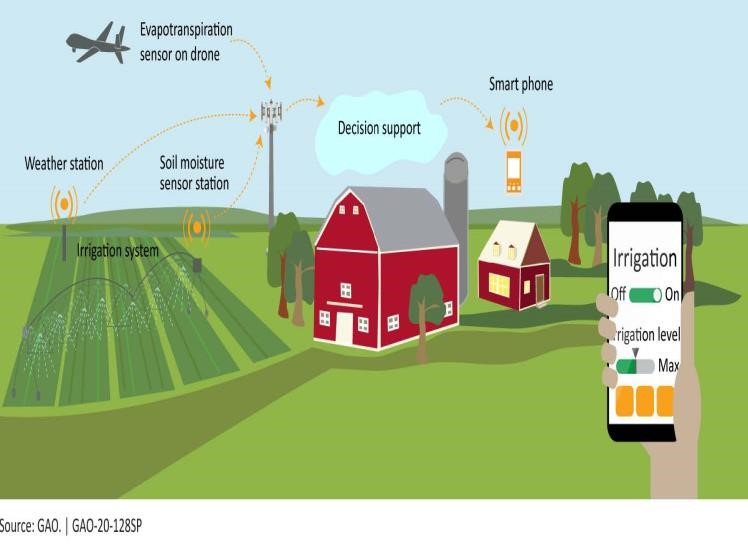 Evapotranspiration
sensor on drone
Smart phone
Decision support
Weather station
Soil moisture
sensor station
Irrigation system
Irrigation
Off On
rrigation level
Max
Source: GAO. | GAO-20-128SP